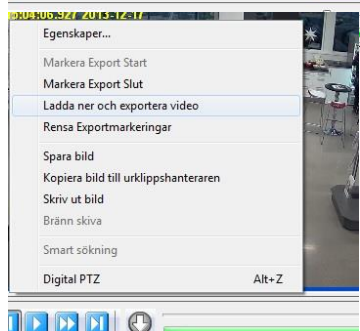 15:04:06.927 2013-12-17
Egenskaper...
Markera Export Start
Markera Export Slut
Ladda ner och exportera video
Rensa Exportmarkeringar
Spara bild
Kopiera bild till urklippshanteraren
Skriv ut bild
Bränn skiva
Smart sökning
Digital PTZ Alt+Z